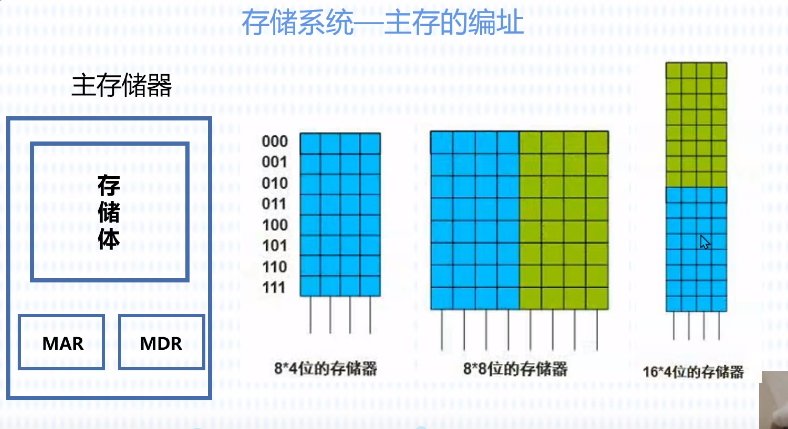 存储系统—主存的编址
主存储器
存
储
体
MAR
MDR
000
001
010
011
100
101
110
111
8*4位的存储器
8*8位的存储器
16*4位的存储器